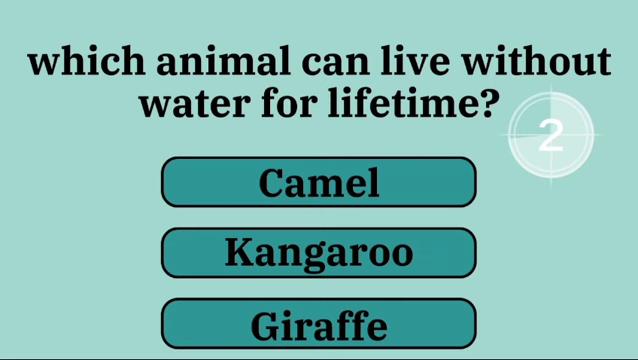 which animal can live without
water for lifetime?
2
Camel
Kangaroo
Giraffe